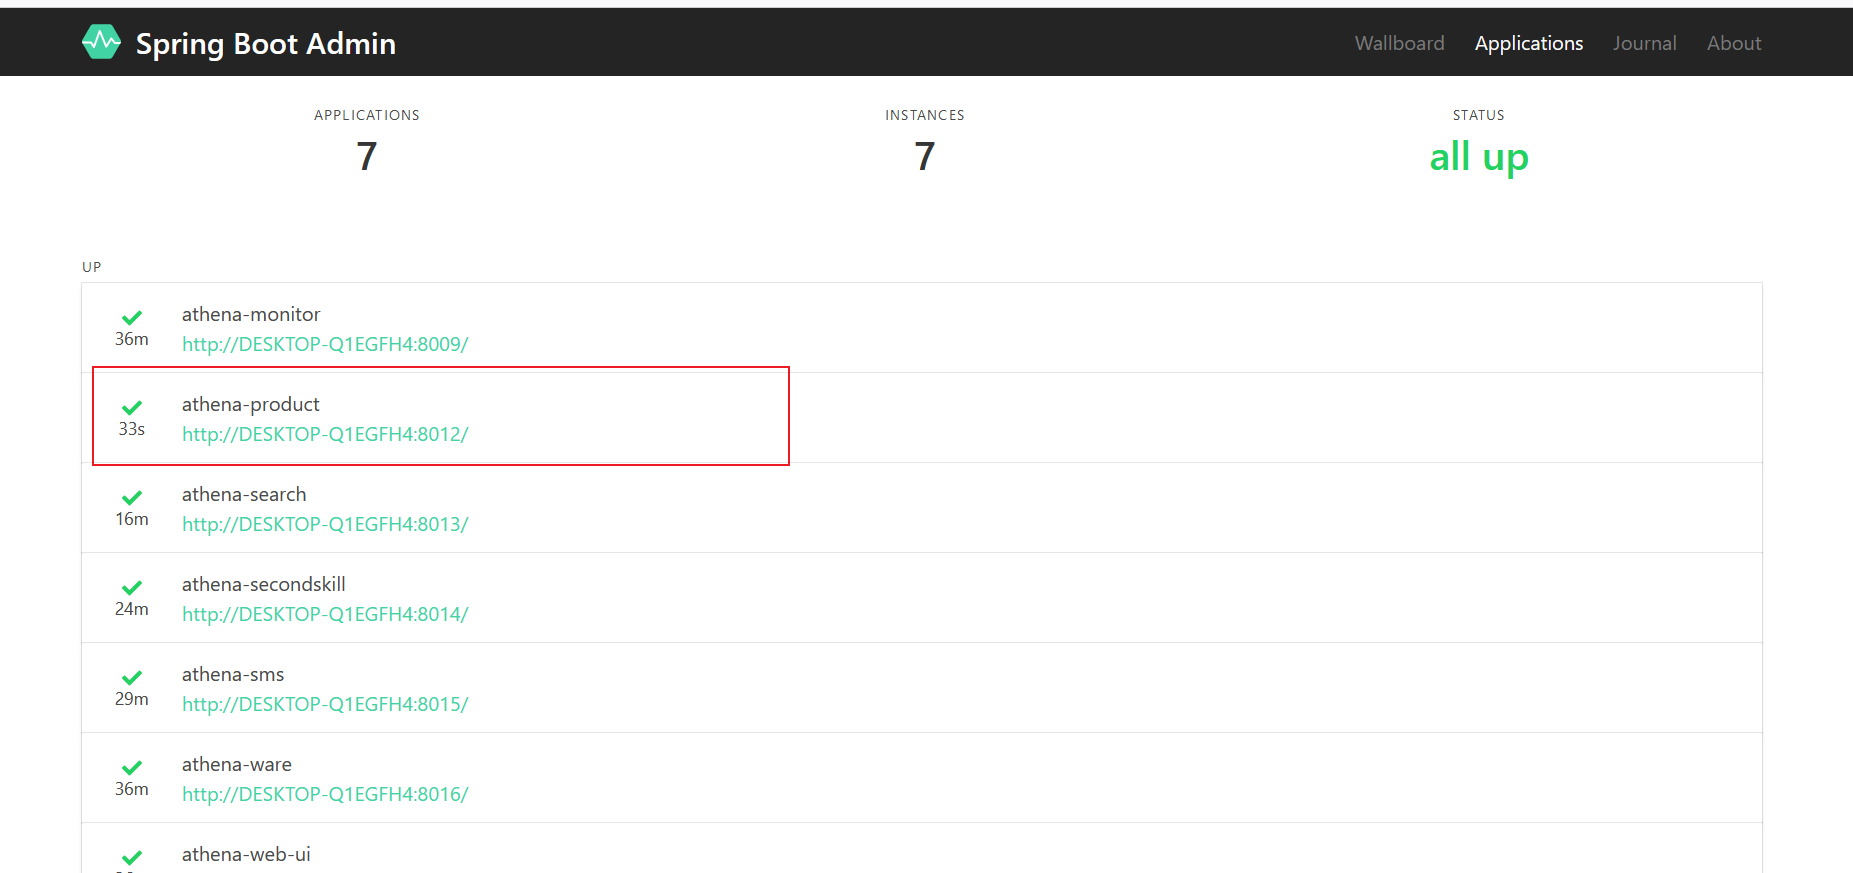 Spring Boot Admin
Wallboard Applications Journal About
APPLICATIONS INSTANCES STATUS
7 7 all up
UP
athena-monitor
36m
http://DESKTOP-Q1EGFH4:8009/
athena-product
33s
http://DESKTOP-Q1EGFH4:8012/
athena-search
16m
http://DESKTOP-Q1EGFH4:8013/
athena-secondskill
24m
http://DESKTOP-Q1EGFH4:8014/
athena-sms
29m
http://DESKTOP-Q1EGFH4:8015/
athena-ware
36m
http://DESKTOP-Q1EGFH4:8016/
athena-web-ui